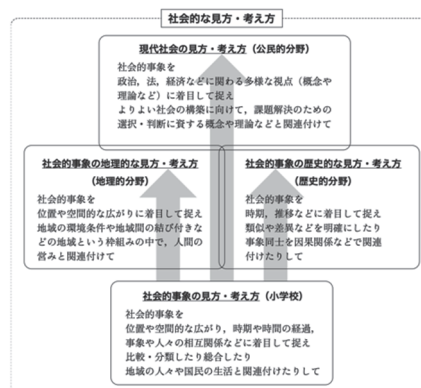 社会的な見方・考え方
現代社会の見方・考え方(公民的分野)
社会的事象を
政治,法,経済などに関わる多様な視点(概念や
理論など)に着目して捉え
よりよい社会の構築に向けて,課題解決のための
選択・判断に資する概念や理論などと関連付けて
社会的事象の地理的な見方・考え方
(地理的分野)
社会的事象を
位置や空間的な広がりに着目して捉え
地域の環境条件や地域間の結び付きな
どの地域という枠組みの中で,人間の
営みと関連付けて
社会的事象の歴史的な見方・考え方
(歴史的分野)
社会的事象を
時期,推移などに着目して捉え
類似や差異などを明確にしたり
事象同士を因果関係などで関連
付けたりして
社会的事象の見方・考え方(小学校)
社会的事象を
位置や空間的な広がり,時期や時間の経過,
事象や人々の相互関係などに着目して捉え
比較・分類したり総合したり
地域の人々や国民の生活と関連付けたりして